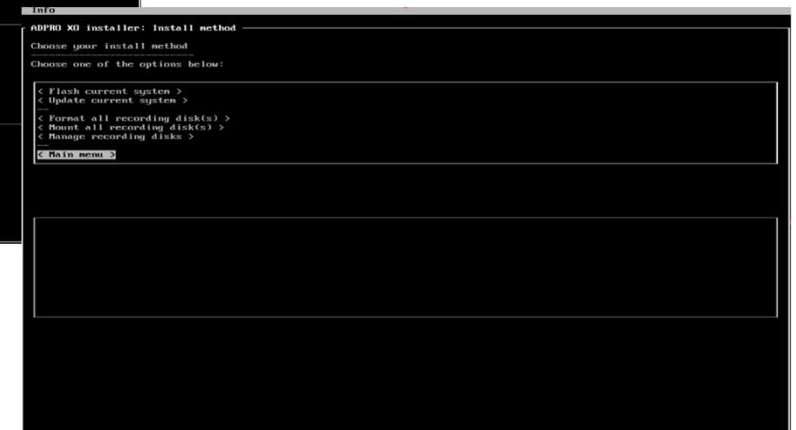 Info
ADPRO XO installer: Install method
Choose your install method
Choose one of the options below:
< Flash current system >
< Update current system >
< Format all recording disk(s) >
< Mount all recording disk(s) >
< Manage recording disks >
< Main menu >